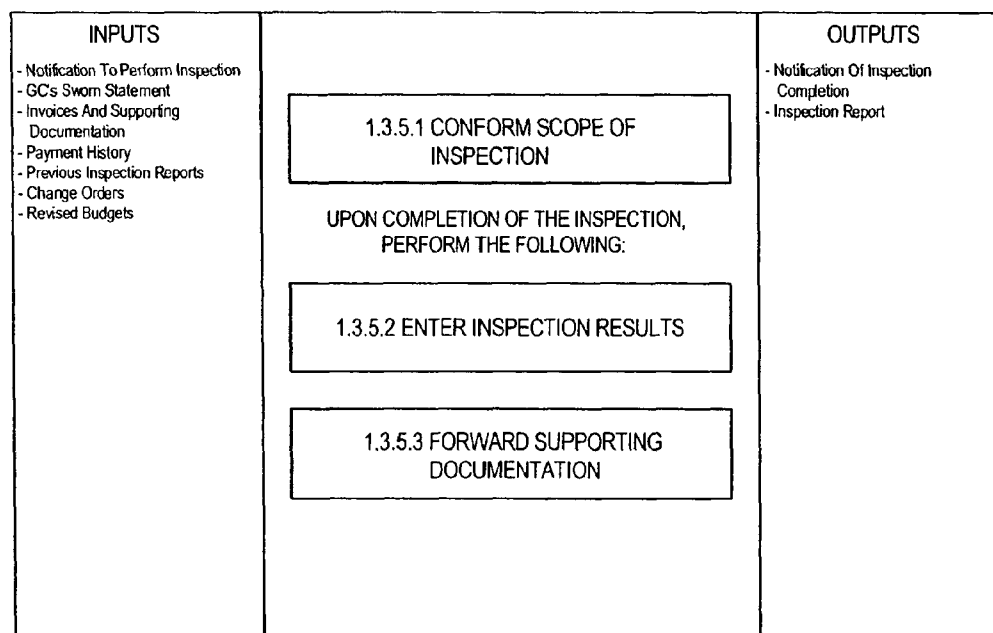 INPUTS
- Notification To Perform Inspection
- GC's Sworn Statement
- Invoices And Supporting
Documentation
- Payment History
- Previous Inspection Reports
- Change Orders
- Revised Budgets
1.3.5.1 CONFORM SCOPE OF
INSPECTION
UPON COMPLETION OF THE INSPECTION,
PERFORM THE FOLLOWING:
1.3.5.2 ENTER INSPECTION RESULTS
1.3.5.3 FORWARD SUPPORTING
DOCUMENTATION
OUTPUTS
- Notification Of Inspection
Completion
- Inspection Report